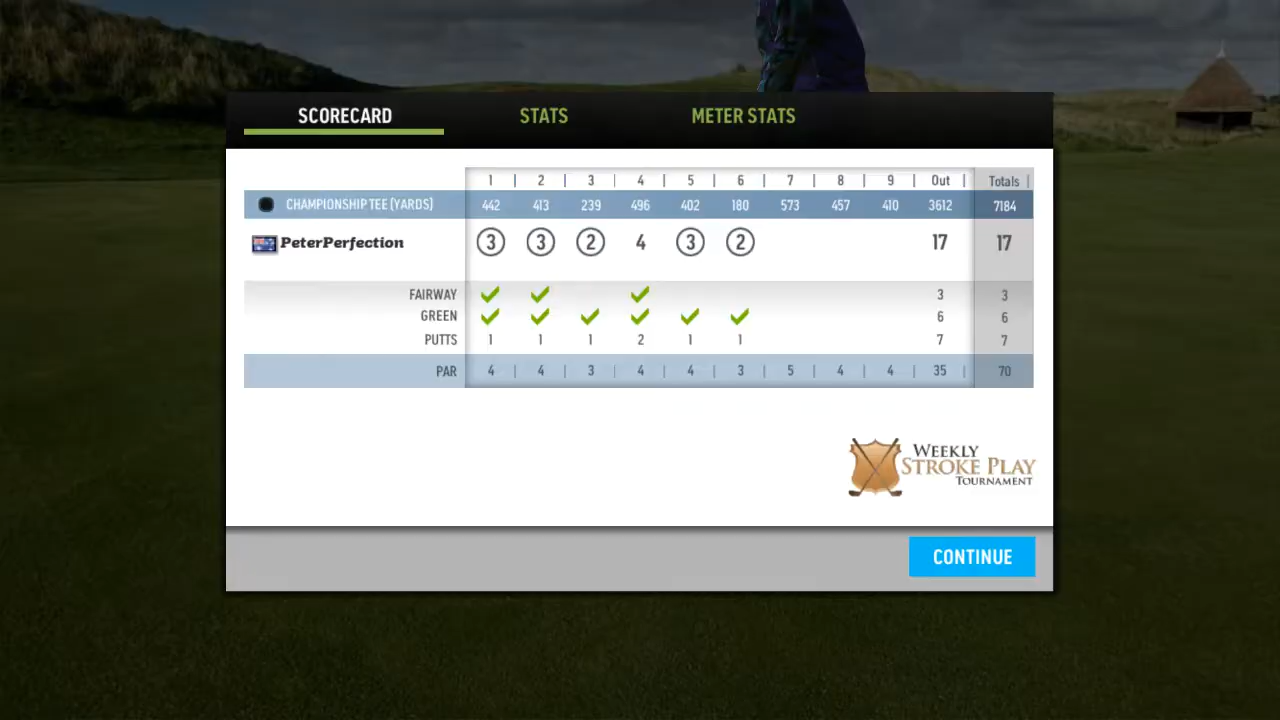 SCORECARD STATS METER STATS
1 | 2 | 3 | 4 | 5 | 6 | 7 | 8 | 9 | Out | Totals |
CHAMPIONSHIP TEE (YARDS) 442 413 239 496 402 180 573 457 410 3612 7184
PeterPerfection 3 3 2 4 3 2 17 17
FAIRWAY 3 3
GREEN 6 6
PUTTS 1 1 1 2 1 1 7 7
PAR 4 | 4 | 3 | 4 | 4 | 3 | 5 | 4 | 4 | 35 | 70
WEEKLY
STROKE PLAY
TOURNAMENT
CONTINUE